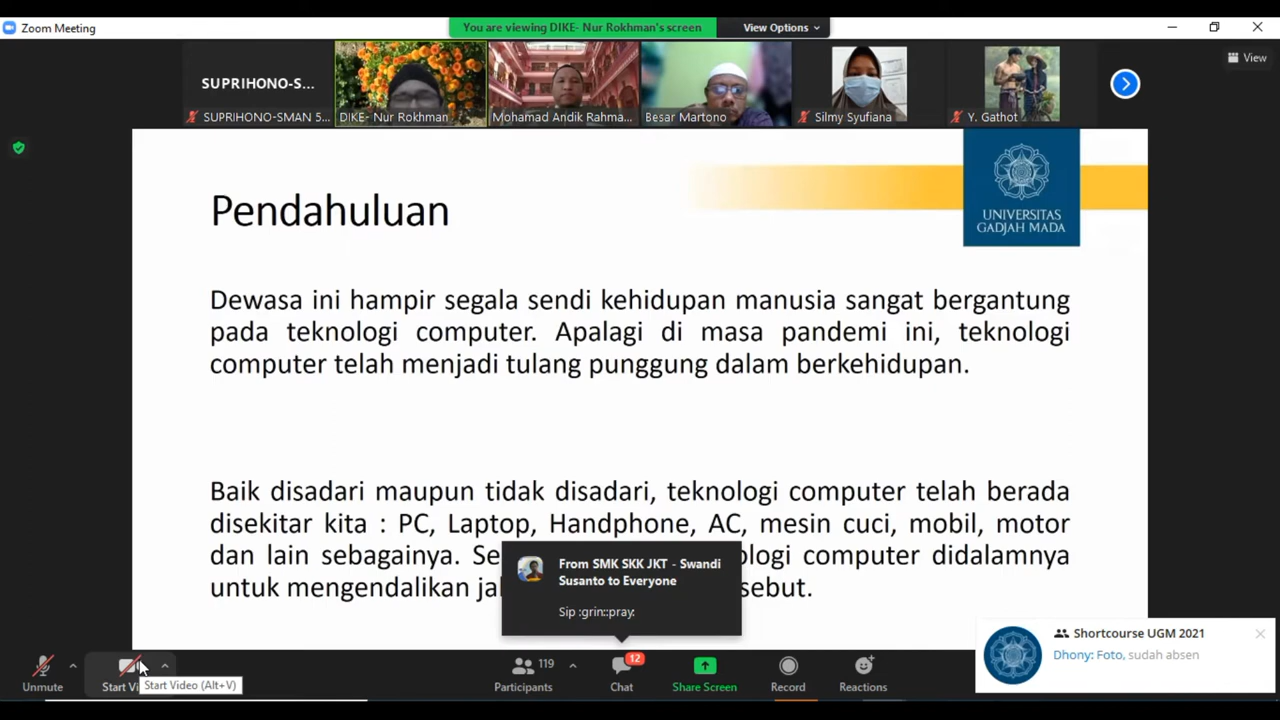 Zoom Meeting
You are viewing DIKE- Nur Rokhman's screen
View Options
View
SUPRIHONO-S...
SUPRIHONO-SMAN 5...
DIKE- Nur Rokhman
Mohamad Andik Rahma...
Besar Martono
Silmy Syufiana
Y. Gathot
Pendahuluan
UNIVERSITAS
GADJAH MADA
Dewasa ini hampir segala sendi kehidupan manusia sangat bergantung
pada teknologi computer. Apalagi di masa pandemi ini, teknologi
computer telah menjadi tulang punggung dalam berkehidupan.
Baik disadari maupun tidak disadari, teknologi computer telah berada
disekitar kita : PC, Laptop, Handphone, AC, mesin cuci, mobil, motor
dan lain sebagainya. computer didalamnya
untuk mengendalikan
From SMK SKK JKT - Swandi
Susanto to Everyone
Sip :grin::pray:
Shortcourse UGM 2021
Dhony: Foto, sudah absen
Unmute
Start
Start Video (Alt+V)
119
Participants
12
Chat
Share Screen
Record
Reactions